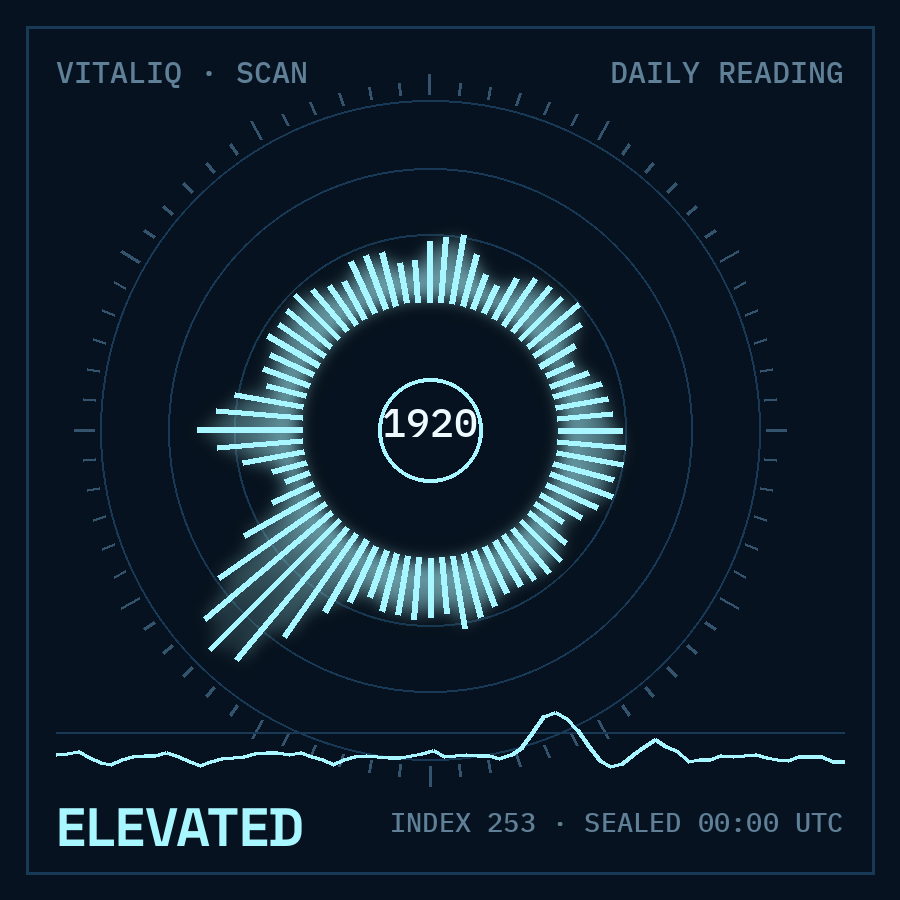 VITALIQ · SCAN
DAILY READING
1920
ELEVATED
INDEX 253 · SEALED 00:00 UTC